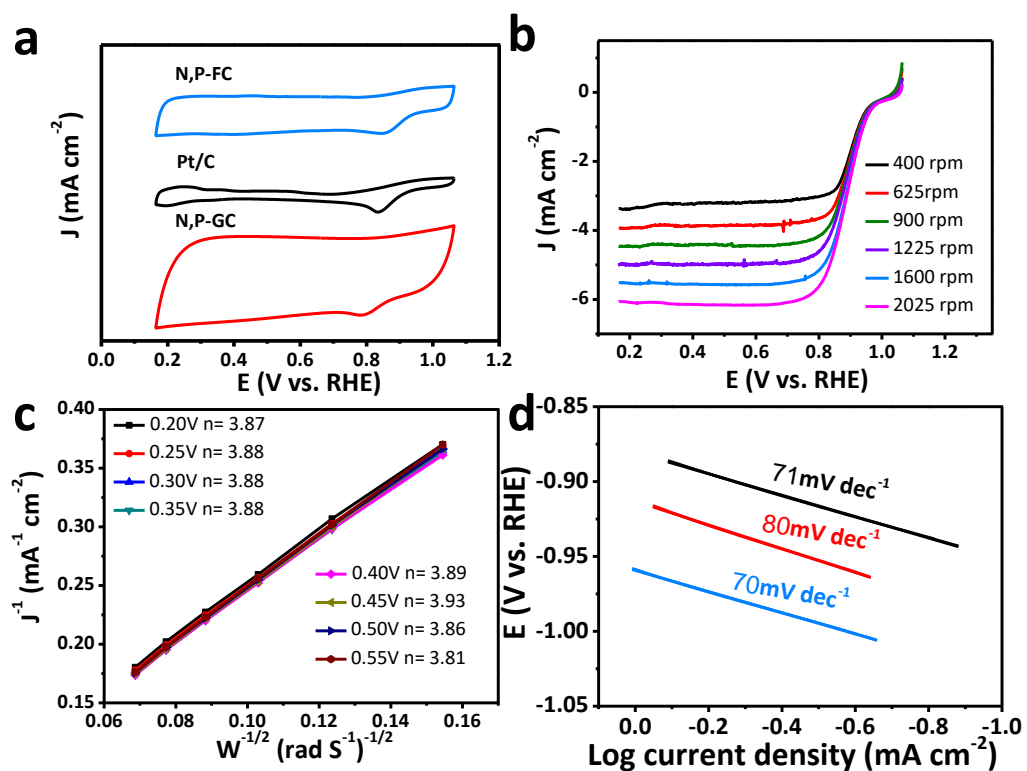 a
N,P-FC
Pt/C
N,P-GC
J (mA cm-2)
0.0 0.2 0.4 0.6 0.8 1.0 1.2
E (V vs. RHE)
b
0
-2
-4
-6
J (mA cm-2)
400 rpm
625rpm
900 rpm
1225 rpm
1600 rpm
2025 rpm
0.2 0.4 0.6 0.8 1.0 1.2
E (V vs. RHE)
c
0.40
0.35
0.30
0.25
0.20
0.15
J-1 (mA-1 cm-2)
0.20V n= 3.87
0.25V n= 3.88
0.30V n= 3.88
0.35V n= 3.88
0.40V n= 3.89
0.45V n= 3.93
0.50V n= 3.86
0.55V n= 3.81
0.06 0.08 0.10 0.12 0.14 0.16
W-1/2 (rad S-1)-1/2
d
-0.85
-0.90
-0.95
-1.00
-1.05
E (V vs. RHE)
71mV dec-1
80mV dec-1
70mV dec-1
0.0 -0.2 -0.4 -0.6 -0.8 -1.0
Log current density (mA cm-2)